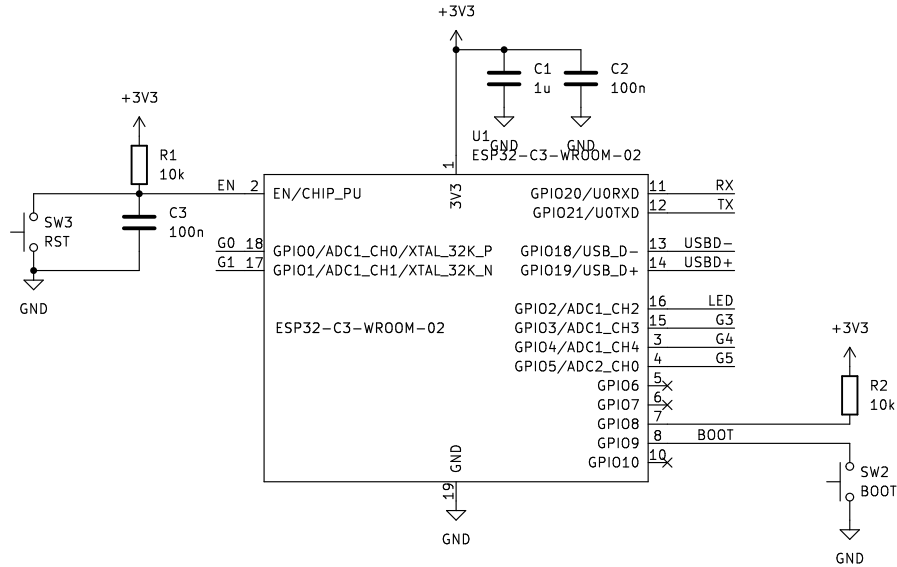 +3V3
C1
1u
C2
100n
GND
GND
+3V3
R1
10k
U1
ESP32-C3-WROOM-02
1
3V3
EN 2 EN/CHIP_PU
GPIO20/U0RXD 11 RX
GPIO21/U0TXD 12 TX
SW3
RST
C3
100n
GND
G0 18 GPIO0/ADC1_CH0/XTAL_32K_P
G1 17 GPIO1/ADC1_CH1/XTAL_32K_N
GPIO18/USB_D- 13 USBD-
GPIO19/USB_D+ 14 USBD+
GPIO2/ADC1_CH2 16 LED
GPIO3/ADC1_CH3 15 G3
ESP32-C3-WROOM-02
GPIO4/ADC1_CH4 3 G4
GPIO5/ADC2_CH0 4 G5
GPIO6 5
GPIO7 6
GPIO8 7
GPIO9 8 BOOT
GPIO10 10
+3V3
R2
10k
SW2
BOOT
GND
GND
19
GND